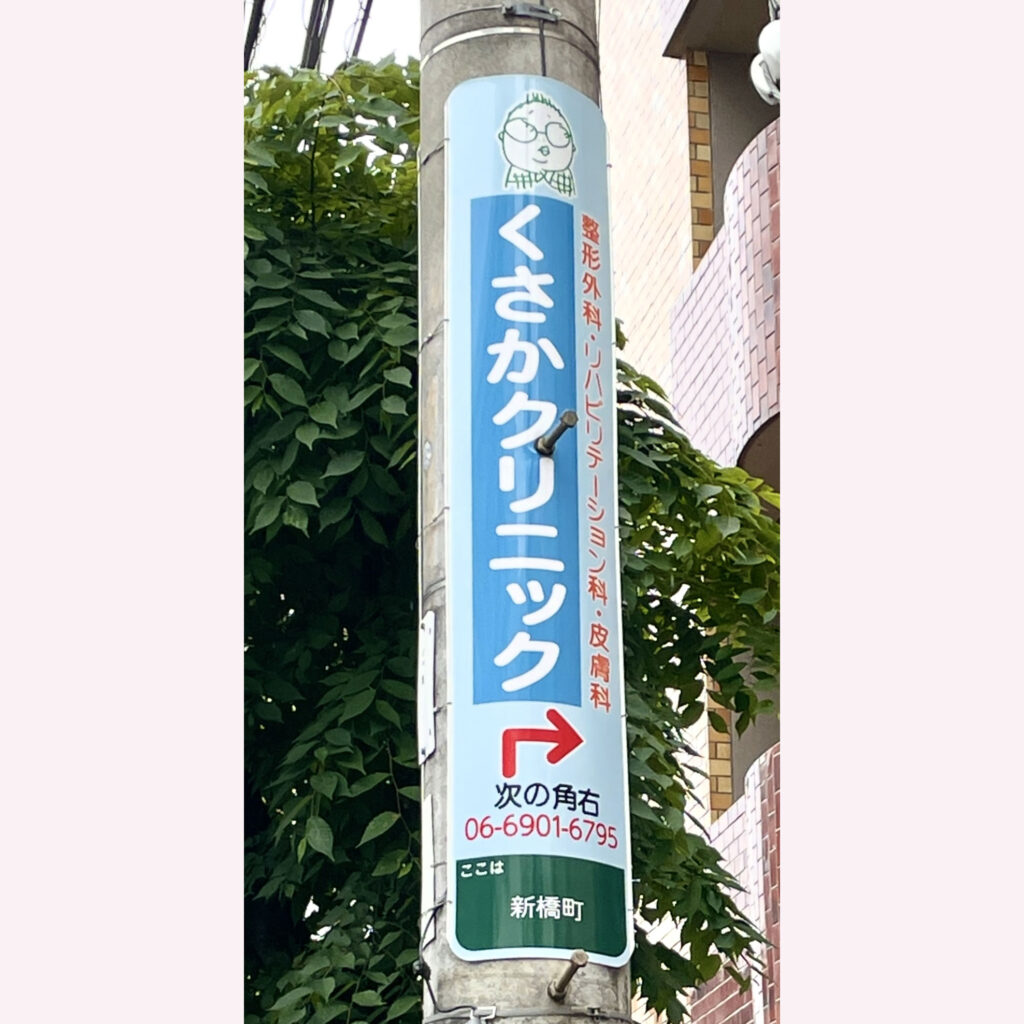 整形外科・リハビリテーション科・皮膚科
くさかクリニック
次の角右
06-6901-6795
ここは
新橋町